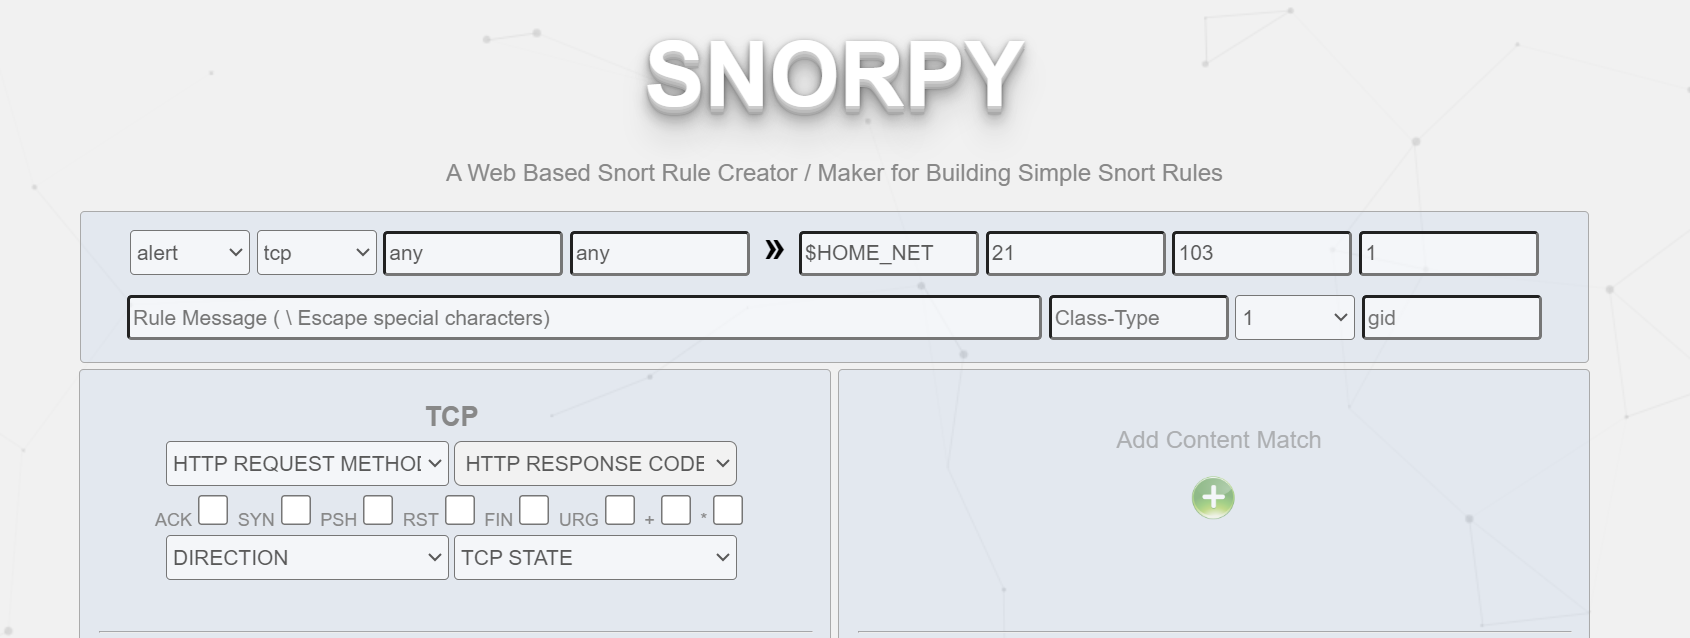 SNORPY
A Web Based Snort Rule Creator / Maker for Building Simple Snort Rules
alert tcp any any » $HOME_NET 21 103 1
Rule Message ( \ Escape special characters) Class-Type 1 gid
TCP
HTTP REQUEST METHOD HTTP RESPONSE CODE
ACK SYN PSH RST FIN URG + *
DIRECTION TCP STATE
Add Content Match